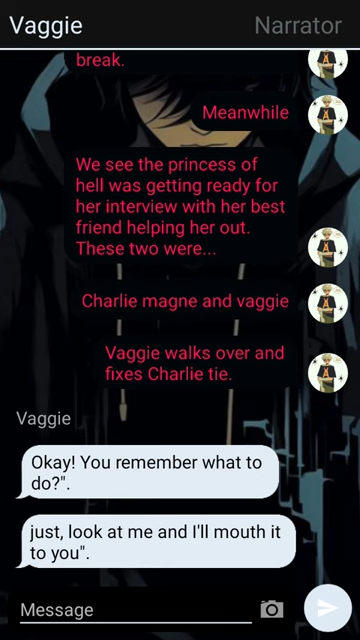 Vaggie
Narrator
break.
Meanwhile
We see the princess of
hell was getting ready for
her interview with her best
friend helping her out.
These two were...
Charlie magne and vaggie
Vaggie walks over and
fixes Charlie tie.
Vaggie
Okay! You remember what to
do?".
just, look at me and I'll mouth it
to you".
Message